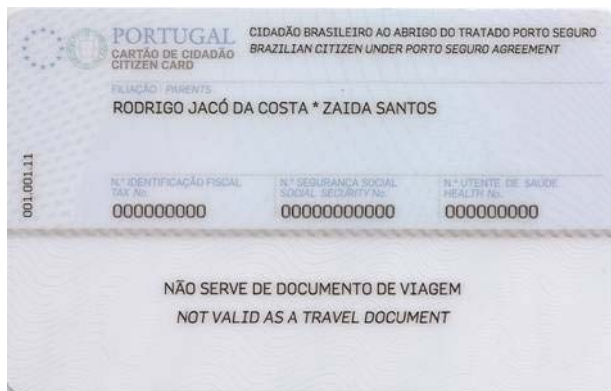 PORTUGAL
CARTÃO DE CIDADÃO
CITIZEN CARD
CIDADÃO BRASILEIRO AO ABRIGO DO TRATADO PORTO SEGURO
BRAZILIAN CITIZEN UNDER PORTO SEGURO AGREEMENT
FILIAÇÃO / PARENTS
RODRIGO JACÓ DA COSTA * ZAIDA SANTOS
001.001.11
N.º IDENTIFICAÇÃO FISCAL
TAX No.
000000000
N.º SEGURANÇA SOCIAL
SOCIAL SECURITY No.
00000000000
N.º UTENTE DE SAÚDE
HEALTH No.
000000000
NÃO SERVE DE DOCUMENTO DE VIAGEM
NOT VALID AS A TRAVEL DOCUMENT